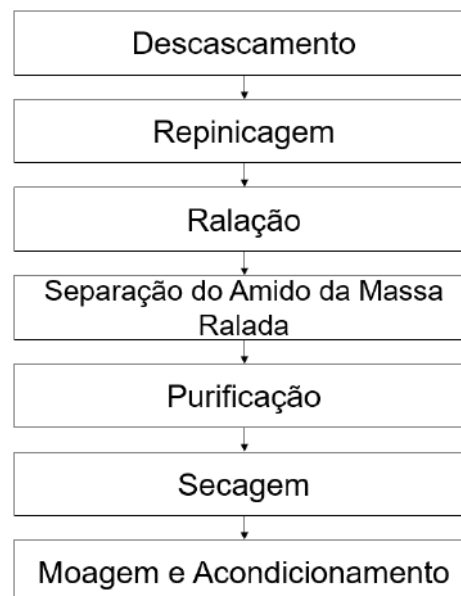 Descascamento
Repinicagem
Ralação
Separação do Amido da Massa
Ralada
Purificação
Secagem
Moagem e Acondicionamento